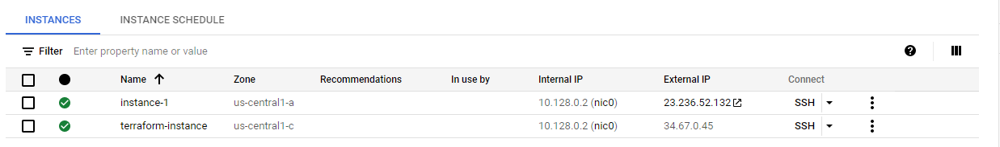 INSTANCES INSTANCE SCHEDULE
Filter Enter property name or value
Name Zone Recommendations In use by Internal IP External IP Connect
instance-1 us-central1-a 10.128.0.2 (nic0) 23.236.52.132 SSH
terraform-instance us-central1-c 10.128.0.2 (nic0) 34.67.0.45 SSH